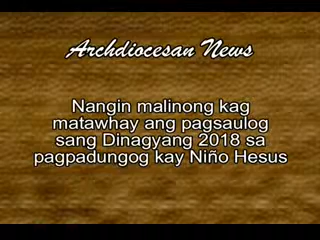 Archdiocesan News
Nangin malinong kag
matawhay ang pagsaulog
sang Dinagyang 2018 sa
pagpadungog kay Niño Hesus